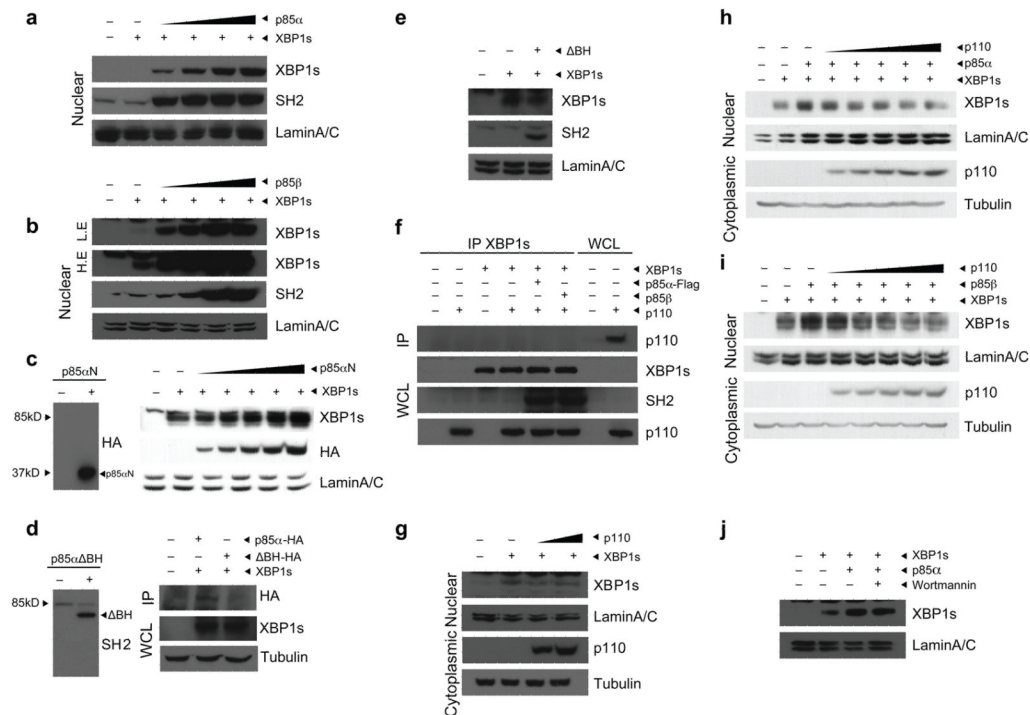 a
◄ p85α
– – + + + +
– + + + + + ◄ XBP1s
Nuclear
XBP1s
SH2
LaminA/C
b
◄ p85β
– + + + + + ◄ XBP1s
Nuclear
L.E
XBP1s
H.E
XBP1s
SH2
LaminA/C
c
p85αN
– +
85kD ►
HA
37kD ►
◄p85αN
◄ p85αN
– + + + + + + ◄ XBP1s
XBP1s
HA
LaminA/C
d
p85αΔBH
– +
85kD ►
◄ΔBH
SH2
– + – ◄ p85α-HA
– – + ◄ ΔBH-HA
– + + ◄ XBP1s
IP
HA
WCL
XBP1s
Tubulin
e
– – + ◄ ΔBH
– + + ◄ XBP1s
XBP1s
SH2
LaminA/C
f
IP XBP1s
WCL
– – + + + + – – ◄ XBP1s
– – – – + – – – ◄ p85α-Flag
– – – – – + – – ◄ p85β
– + – + + + – + ◄ p110
IP
p110
WCL
XBP1s
SH2
p110
g
◄ p110
– – + +
– + + + ◄ XBP1s
Nuclear
XBP1s
LaminA/C
Cytoplasmic
p110
Tubulin
h
◄ p110
– – –
– – + + + + + + ◄ p85α
– + + + + + + + ◄ XBP1s
Nuclear
XBP1s
LaminA/C
Cytoplasmic
p110
Tubulin
i
◄ p110
– – –
– – + + + + + + ◄ p85β
– + + + + + + + ◄ XBP1s
Nuclear
XBP1s
LaminA/C
Cytoplasmic
p110
Tubulin
j
– + + + ◄ XBP1s
– – + + ◄ p85α
– – – + ◄ Wortmannin
XBP1s
LaminA/C